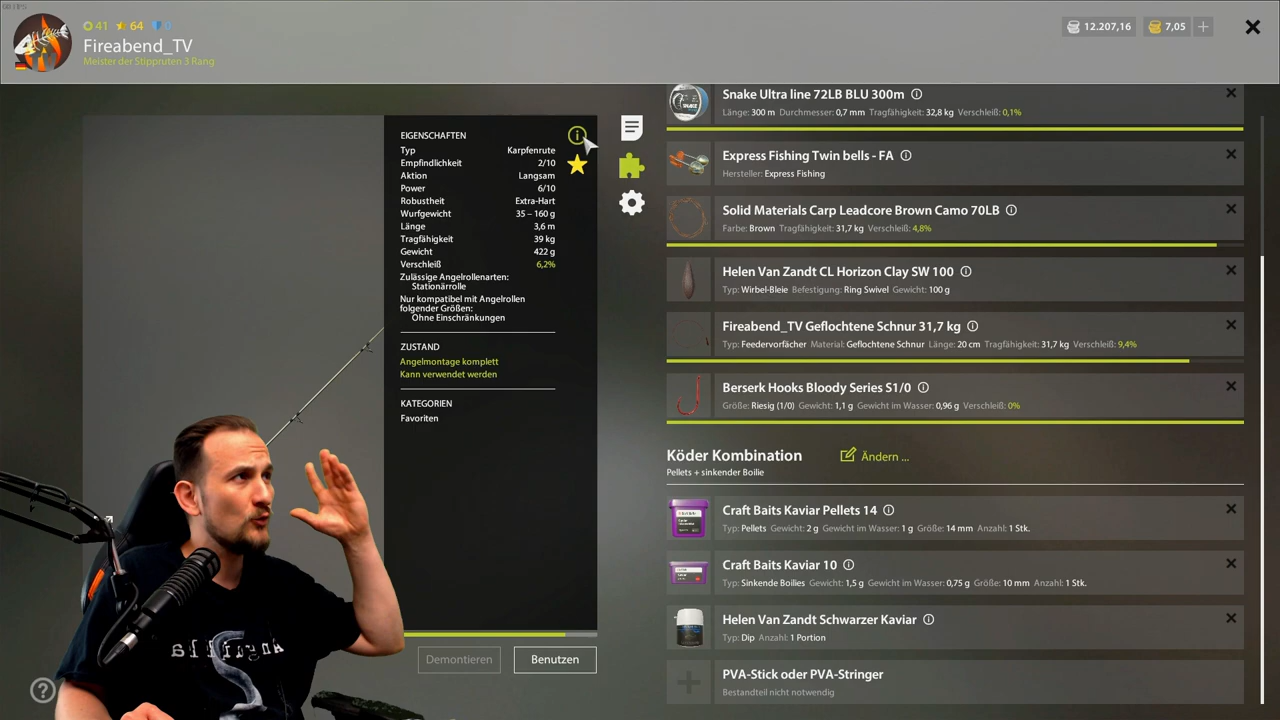 41 64 0
Fireabend_TV
Meister der Stippruten 3 Rang
12.207,16
7,05
EIGENSCHAFTEN
Typ Karpfenrute
Empfindlichkeit 2/10
Aktion Langsam
Power 6/10
Robustheit Extra-Hart
Wurfgewicht 35 – 160 g
Länge 3,6 m
Tragfähigkeit 39 kg
Gewicht 422 g
Verschleiß 6,2%
Zulässige Angelrollenarten:
Stationärrolle
Nur kompatibel mit Angelrollen
folgender Größen:
Ohne Einschränkungen
ZUSTAND
Angelmontage komplett
Kann verwendet werden
KATEGORIEN
Favoriten
Demontieren
Benutzen
Snake Ultra line 72LB BLU 300m
Länge: 300 m Durchmesser: 0,7 mm Tragfähigkeit: 32,8 kg Verschleiß: 0,1%
Express Fishing Twin bells - FA
Hersteller: Express Fishing
Solid Materials Carp Leadcore Brown Camo 70LB
Farbe: Brown Tragfähigkeit: 31,7 kg Verschleiß: 4,8%
Helen Van Zandt CL Horizon Clay SW 100
Typ: Wirbel-Bleie Befestigung: Ring Swivel Gewicht: 100 g
Fireabend_TV Geflochtene Schnur 31,7 kg
Typ: Feedervorfächer Material: Geflochtene Schnur Länge: 20 cm Tragfähigkeit: 31,7 kg Verschleiß: 9,4%
Berserk Hooks Bloody Series S1/0
Größe: Riesig (1/0) Gewicht: 1,1 g Gewicht im Wasser: 0,96 g Verschleiß: 0%
Köder Kombination
Ändern ...
Pellets + sinkender Boilie
Craft Baits Kaviar Pellets 14
Typ: Pellets Gewicht: 2 g Gewicht im Wasser: 1 g Größe: 14 mm Anzahl: 1 Stk.
Craft Baits Kaviar 10
Typ: Sinkende Boilies Gewicht: 1,5 g Gewicht im Wasser: 0,75 g Größe: 10 mm Anzahl: 1 Stk.
Helen Van Zandt Schwarzer Kaviar
Typ: Dip Anzahl: 1 Portion
PVA-Stick oder PVA-Stringer
Bestandteil nicht notwendig